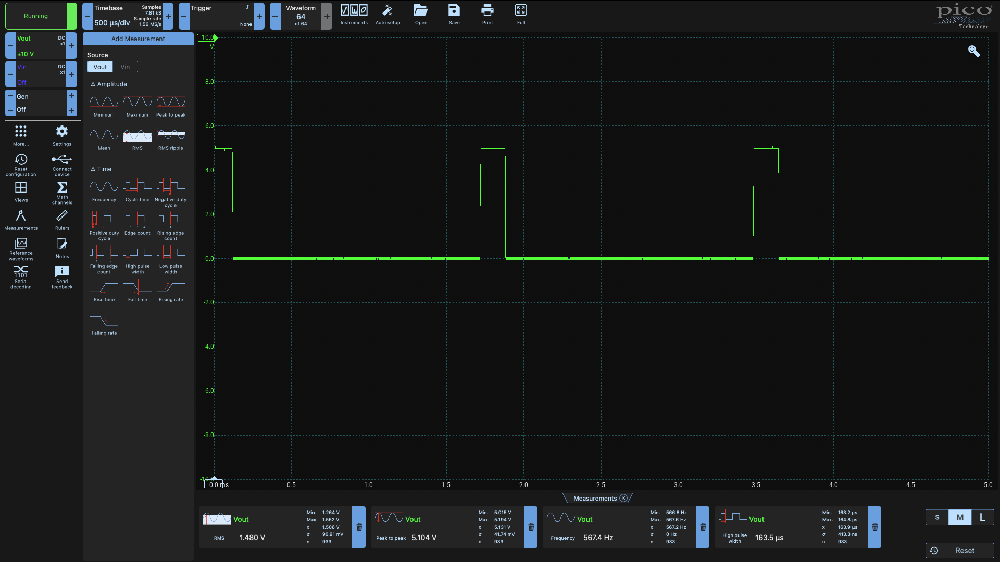 Running
Timebase
Samples
7.81 kS
Sample rate
1.56 MS/s
500 µs/div
Trigger
None
Waveform
64
of 64
Instruments
Auto setup
Open
Save
Print
Full
pico
Technology
Vout
DC
x1
±10 V
Vin
DC
x1
Off
Gen
Off
More...
Settings
Reset configuration
Connect device
Views
Math channels
Measurements
Rulers
Reference waveforms
Notes
1101
Serial decoding
Send feedback
Add Measurement
Source
Vout Vin
Δ Amplitude
Minimum Maximum Peak to peak
Mean RMS RMS ripple
Δ Time
Frequency Cycle time Negative duty cycle
Positive duty cycle Edge count Rising edge count
Falling edge count High pulse width Low pulse width
Rise time Fall time Rising rate
Falling rate
10.0
V
8.0
6.0
4.0
2.0
0.0
-2.0
-4.0
-6.0
-8.0
-10.0
0.0 ms 0.5 1.0 1.5 2.0 2.5 3.0 3.5 4.0 4.5 5.0
Measurements
Vout
RMS 1.480 V
Min. 1.264 V
Max. 1.552 V
x̄ 1.506 V
σ 90.91 mV
n 933
Vout
Peak to peak 5.104 V
Min. 5.015 V
Max. 5.194 V
x̄ 5.131 V
σ 41.74 mV
n 933
Vout
Frequency 567.4 Hz
Min. 566.8 Hz
Max. 567.6 Hz
x̄ 567.2 Hz
σ 0 Hz
n 933
Vout
High pulse width 163.5 µs
Min. 163.2 µs
Max. 164.8 µs
x̄ 163.9 µs
σ 413.3 ns
n 933
S M L
Reset